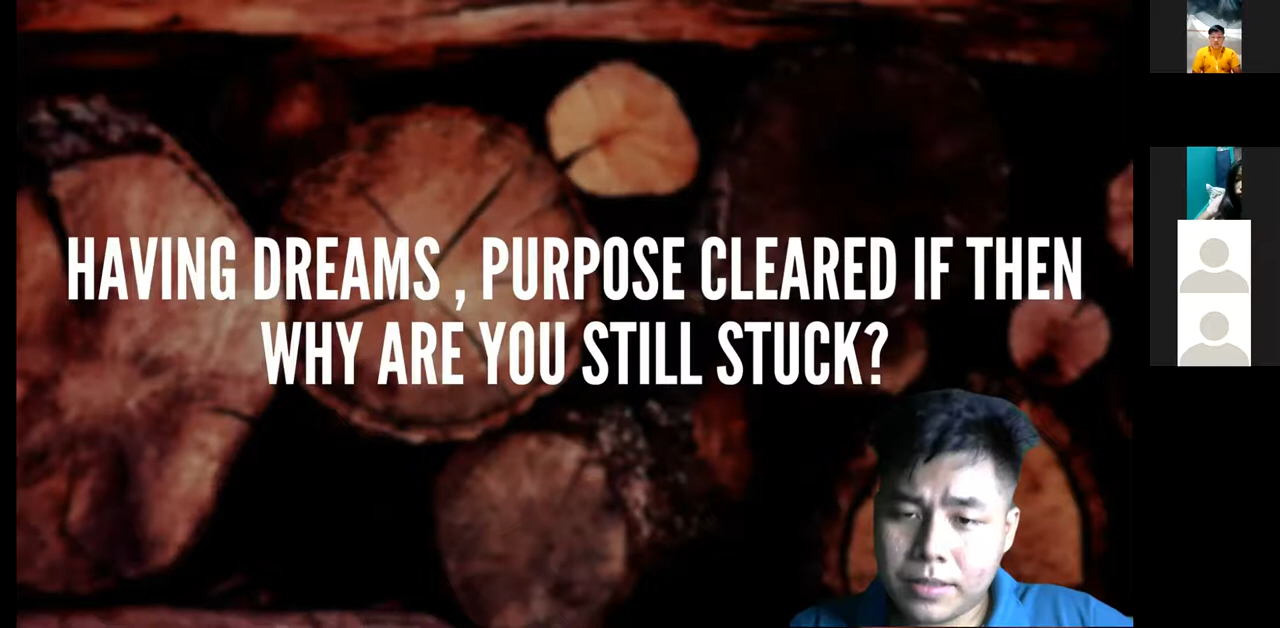 HAVING DREAMS , PURPOSE CLEARED IF THEN
WHY ARE YOU STILL STUCK?